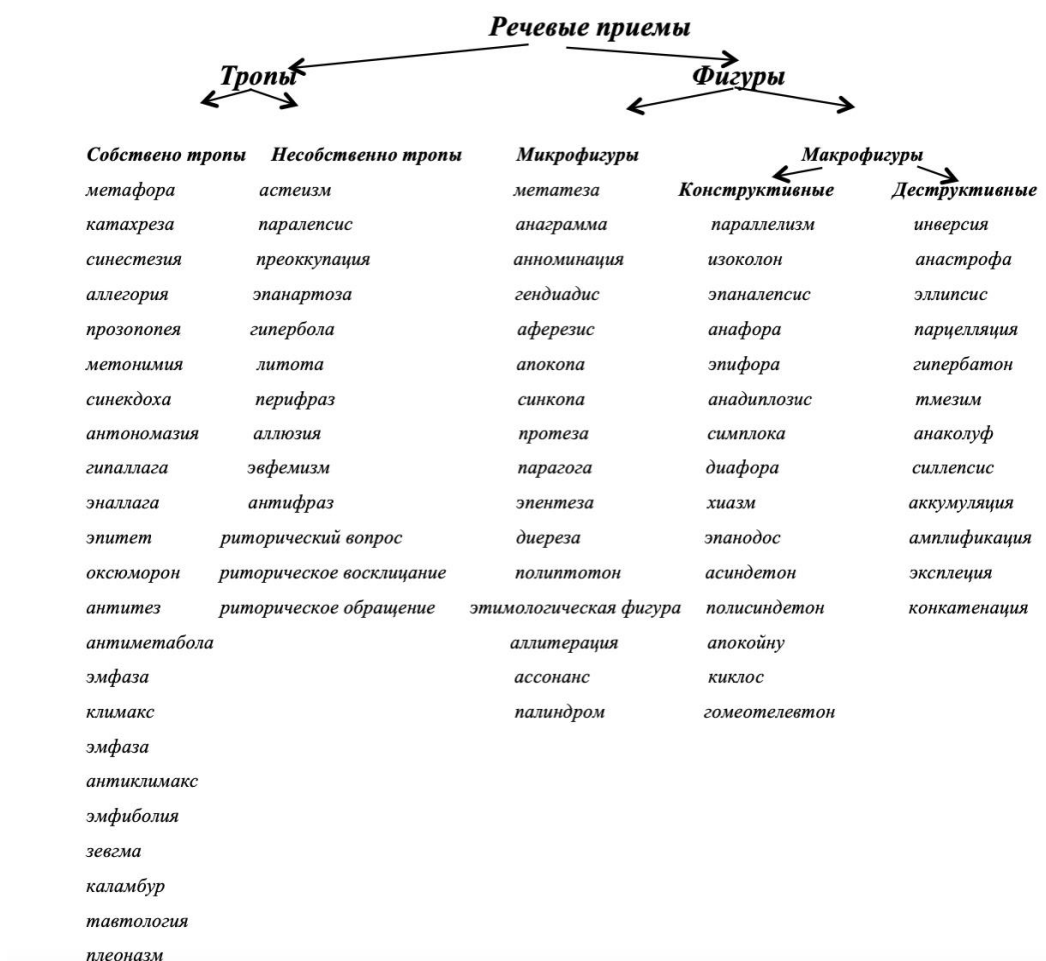 Речевые приемы
Тропы Фигуры
Собствено тропы Несобственно тропы Микрофигуры Макрофигуры
метафора астеизм метатеза Конструктивные Деструктивные
катахреза паралепсис анаграмма параллелизм инверсия
синестезия преоккупация анноминация изоколон анастрофа
аллегория эпанартоза гендиадис эпаналепсис эллипсис
прозопопея гипербола аферезис анафора парцелляция
метонимия литота апокопа эпифора гипербатон
синекдоха перифраз синкопа анадиплозис тмезим
антономазия аллюзия протеза симплока анаколуф
гипаллага эвфемизм парагога диафора силлепсис
эналлага антифраз эпентеза хиазм аккумуляция
эпитет риторический вопрос диереза эпанодос амплификация
оксюморон риторическое восклицание полиптотон асиндетон эксплеция
антитез риторическое обращение этимологическая фигура полисиндетон конкатенация
антиметабола аллитерация апокойну
эмфаза ассонанс киклос
климакс палиндром гомеотелевтон
эмфаза
антиклимакс
эмфиболия
зевгма
каламбур
тавтология
плеоназм